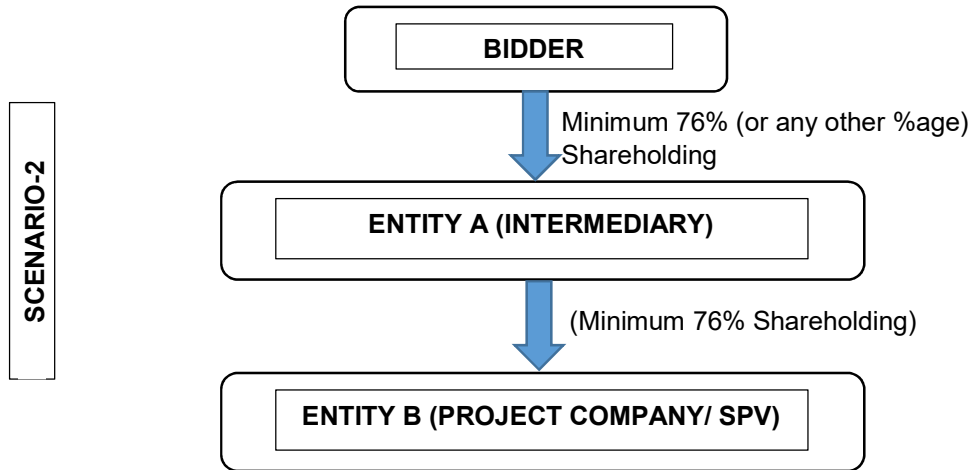 BIDDER
Minimum 76% (or any other %age)
Shareholding
SCENARIO-2
ENTITY A (INTERMEDIARY)
(Minimum 76% Shareholding)
ENTITY B (PROJECT COMPANY/ SPV)